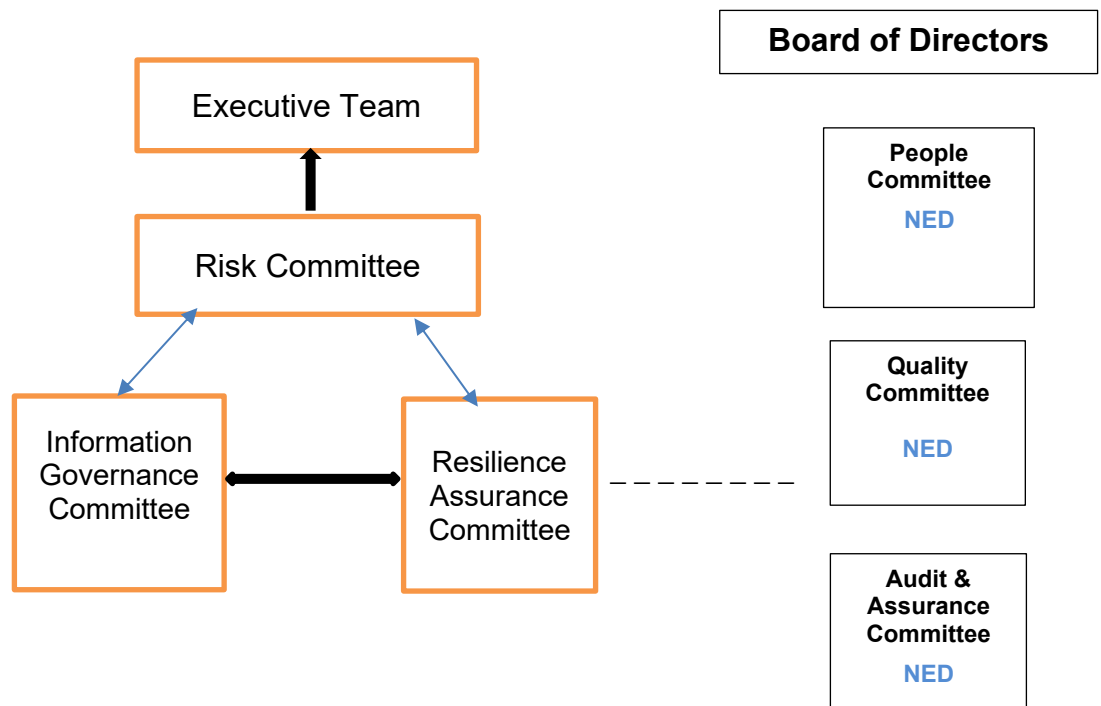 Board of Directors
Executive Team
Risk Committee
Information
Governance
Committee
Resilience
Assurance
Committee
People
Committee
NED
Quality
Committee
NED
Audit &
Assurance
Committee
NED